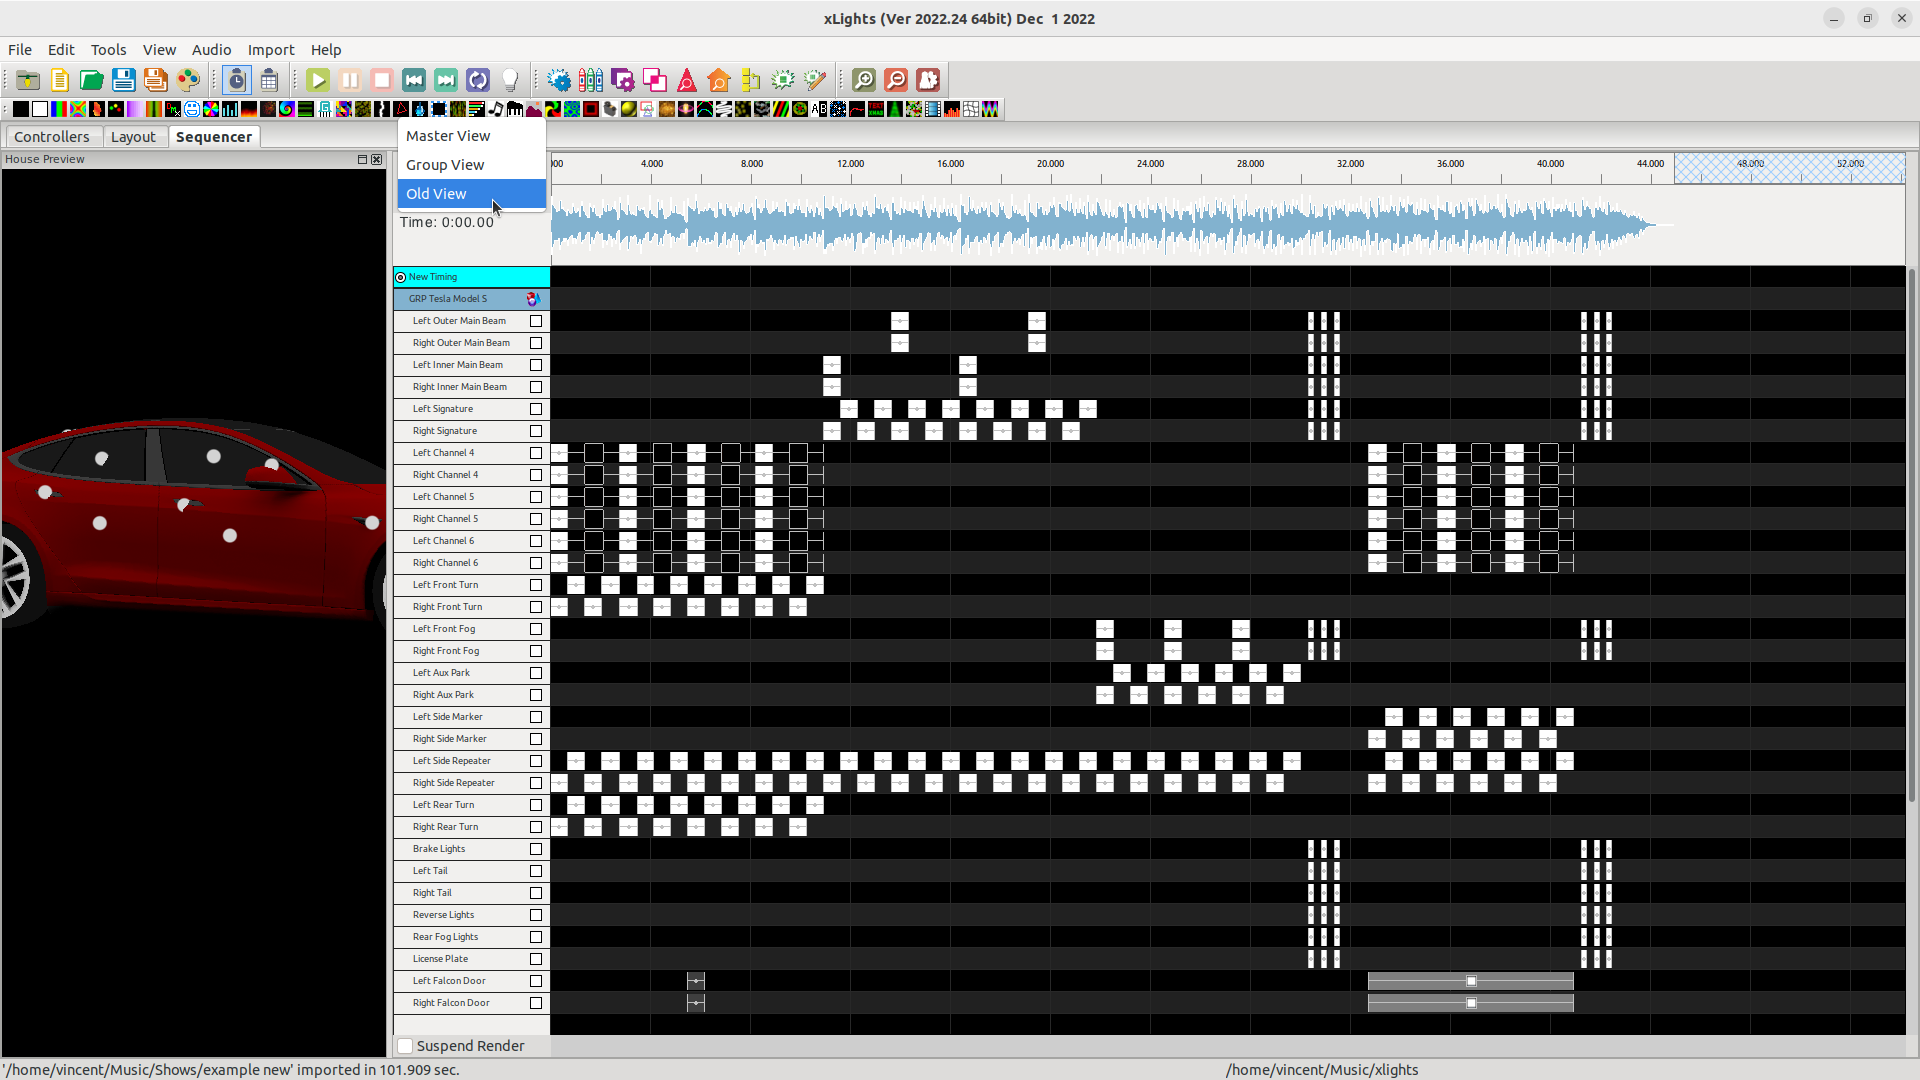 xLights (Ver 2022.24 64bit) Dec  1 2022
File Edit Tools View Audio Import Help
Controllers Layout Sequencer
House Preview
Master View
Group View
Old View
Time: 0:00.00
000 4.000 8.000 12.000 16.000 20.000 24.000 28.000 32.000 36.000 40.000 44.000 48.000 52.000
New Timing
GRP Tesla Model S
Left Outer Main Beam
Right Outer Main Beam
Left Inner Main Beam
Right Inner Main Beam
Left Signature
Right Signature
Left Channel 4
Right Channel 4
Left Channel 5
Right Channel 5
Left Channel 6
Right Channel 6
Left Front Turn
Right Front Turn
Left Front Fog
Right Front Fog
Left Aux Park
Right Aux Park
Left Side Marker
Right Side Marker
Left Side Repeater
Right Side Repeater
Left Rear Turn
Right Rear Turn
Brake Lights
Left Tail
Right Tail
Reverse Lights
Rear Fog Lights
License Plate
Left Falcon Door
Right Falcon Door
Suspend Render
'/home/vincent/Music/Shows/example new' imported in 101.909 sec.
/home/vincent/Music/xlights